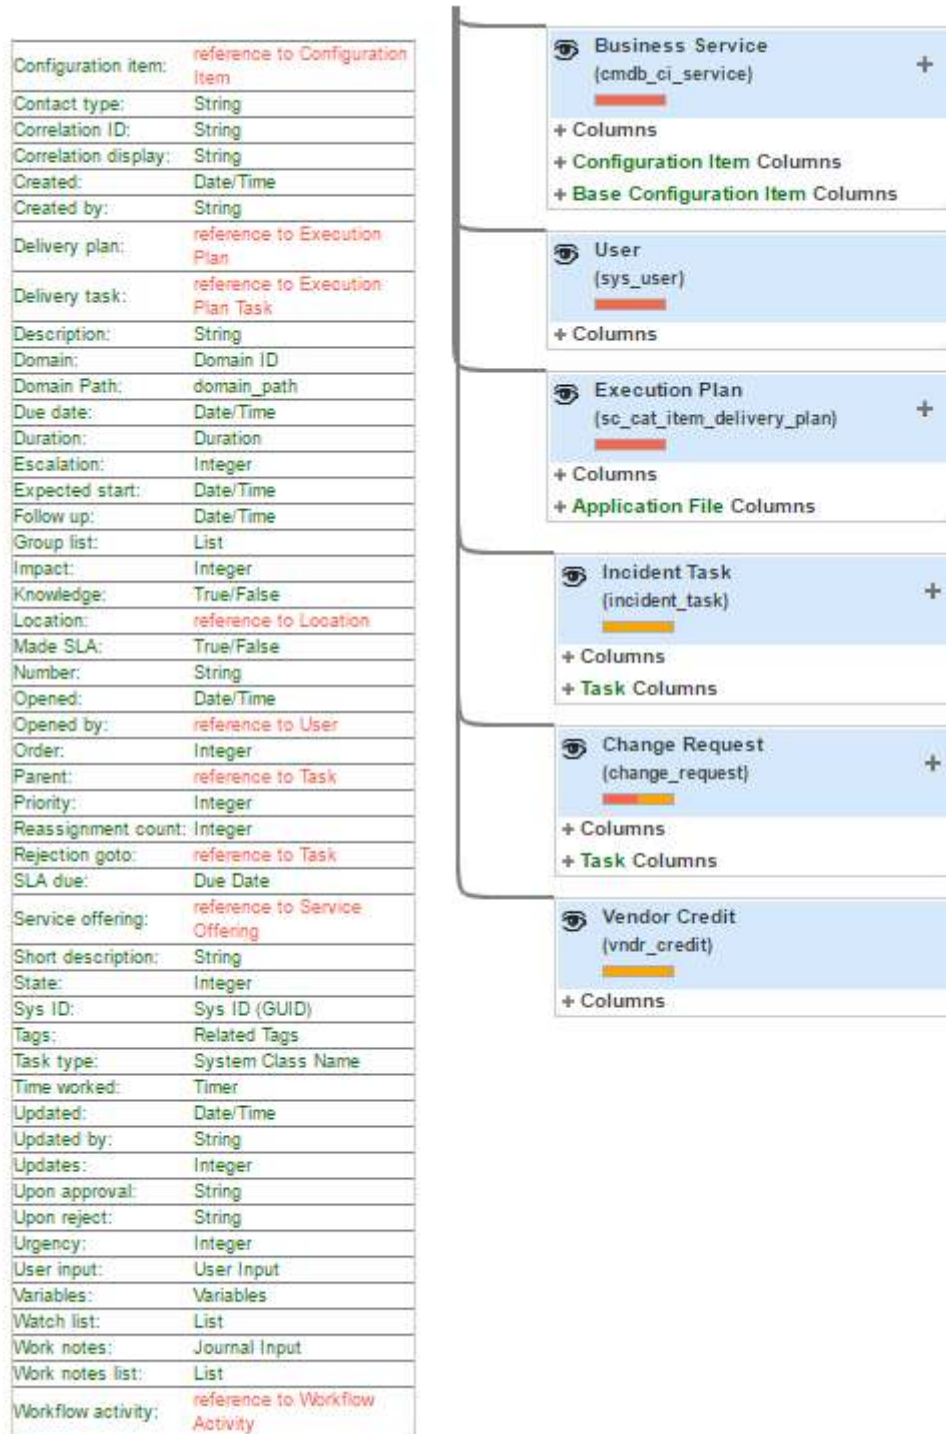 Configuration item: reference to Configuration
Item
Contact type: String
Correlation ID: String
Correlation display: String
Created: Date/Time
Created by: String
Delivery plan: reference to Execution
Plan
Delivery task: reference to Execution
Plan Task
Description: String
Domain: Domain ID
Domain Path: domain_path
Due date: Date/Time
Duration: Duration
Escalation: Integer
Expected start: Date/Time
Follow up: Date/Time
Group list: List
Impact: Integer
Knowledge: True/False
Location: reference to Location
Made SLA: True/False
Number: String
Opened: Date/Time
Opened by: reference to User
Order: Integer
Parent: reference to Task
Priority: Integer
Reassignment count: Integer
Rejection goto: reference to Task
SLA due: Due Date
Service offering: reference to Service
Offering
Short description: String
State: Integer
Sys ID: Sys ID (GUID)
Tags: Related Tags
Task type: System Class Name
Time worked: Timer
Updated: Date/Time
Updated by: String
Updates: Integer
Upon approval: String
Upon reject: String
Urgency: Integer
User input: User Input
Variables: Variables
Watch list: List
Work notes: Journal Input
Work notes list: List
Workflow activity: reference to Workflow
Activity
Business Service
(cmdb_ci_service)
+
+ Columns
+ Configuration Item Columns
+ Base Configuration Item Columns
User
(sys_user)
+ Columns
Execution Plan
(sc_cat_item_delivery_plan)
+
+ Columns
+ Application File Columns
Incident Task
(incident_task)
+
+ Columns
+ Task Columns
Change Request
(change_request)
+
+ Columns
+ Task Columns
Vendor Credit
(vndr_credit)
+ Columns